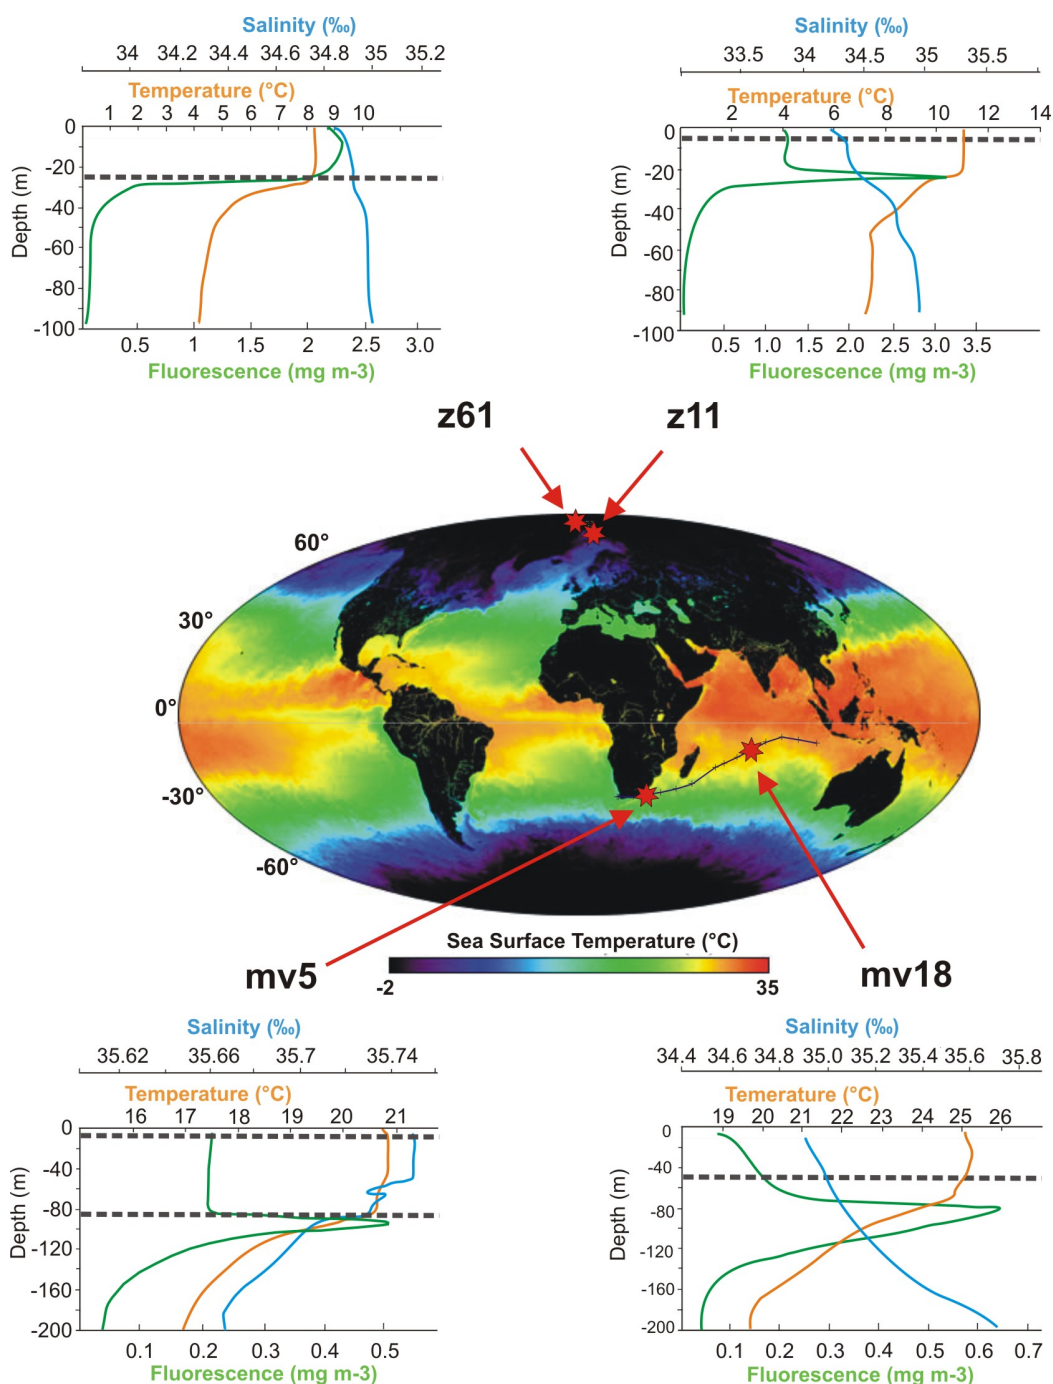 Salinity (‰)
34 34.2 34.4 34.6 34.8 35 35.2
Temperature (°C)
1 2 3 4 5 6 7 8 9 10
0
-20
-40
-60
-80
-100
Depth (m)
0.5 1 1.5 2 2.5 3.0
Fluorescence (mg m-3)
Salinity (‰)
33.5 34 34.5 35 35.5
Temperature (°C)
2 4 6 8 10 12 14
0
-20
-40
-60
-80
-100
Depth (m)
0.5 1.0 1.5 2.0 2.5 3.0 3.5
Fluorescence (mg m-3)
z61
z11
60°
30°
0°
-30°
-60°
Sea Surface Temperature (°C)
-2 35
mv5
mv18
Salinity (‰)
35.62 35.66 35.7 35.74
Temperature (°C)
16 17 18 19 20 21
0
-40
-80
-120
-160
-200
Depth (m)
0.1 0.2 0.3 0.4 0.5
Fluorescence (mg m-3)
Salinity (‰)
34.4 34.6 34.8 35.0 35.2 35.4 35.6 35.8
Temerature (°C)
19 20 21 22 23 24 25 26
0
-40
-80
-120
-160
-200
Depth (m)
0.1 0.2 0.3 0.4 0.5 0.6 0.7
Fluorescence (mg m-3)